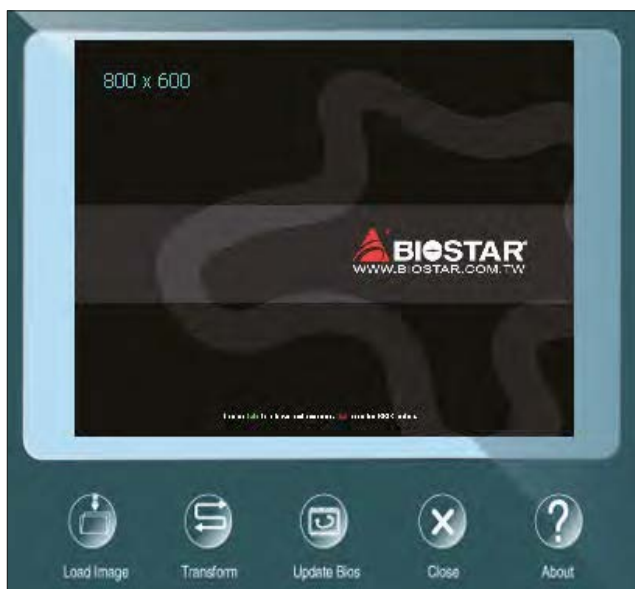 800 x 600
BIOSTAR
WWW.BIOSTAR.COM.TW
Load Image
Transform
Update Bios
Close
About